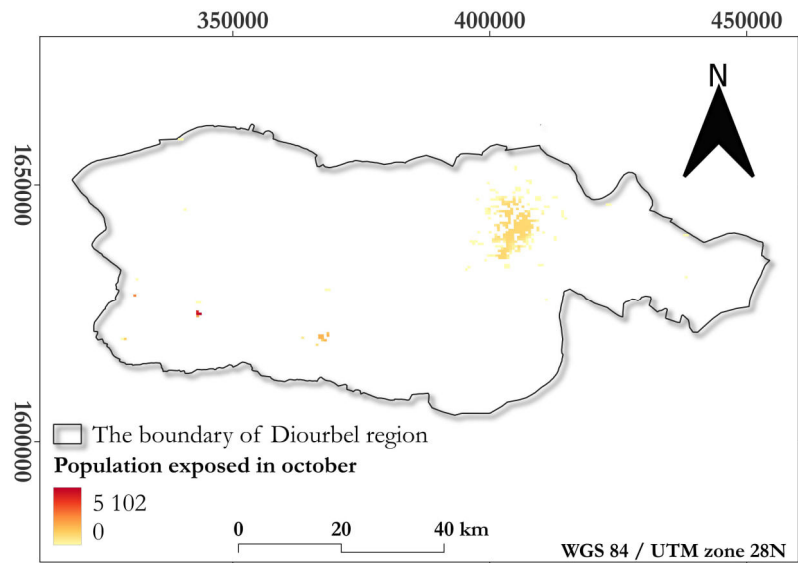 350000 400000 450000
N
1650000
1600000
The boundary of Diourbel region
Population exposed in october
5 102
0
0 20 40 km
WGS 84 / UTM zone 28N